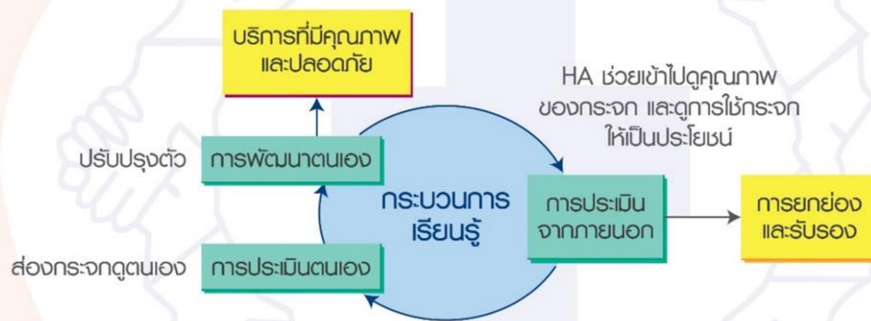 บริการที่มีคุณภาพ
และปลอดภัย
HA ช่วยเข้าไปดูคุณภาพ
ของกระจก และดูการใช้กระจก
ให้เป็นประโยชน์
ปรับปรุงตัว
การพัฒนาตนเอง
กระบวนการ
เรียนรู้
การประเมิน
จากภายนอก
การยกย่อง
และรับรอง
ส่องกระจกดูตนเอง
การประเมินตนเอง